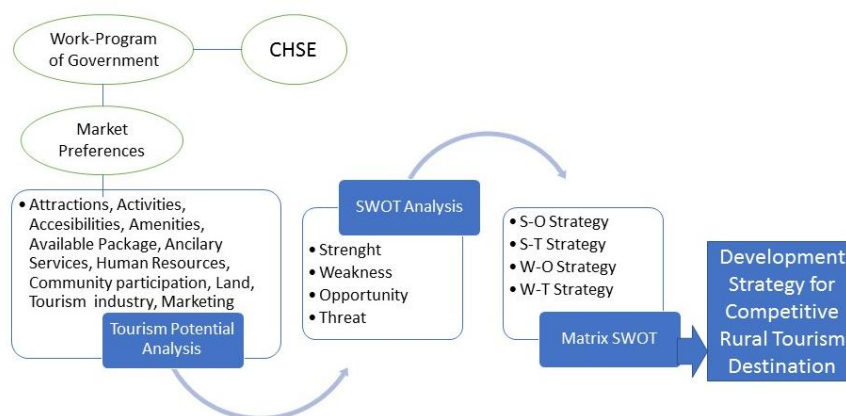 Work-Program
of Government
CHSE
Market
Preferences
• Attractions, Activities,
Accesibilities, Amenities,
Available Package, Ancilary
Services, Human Resources,
Community participation, Land,
Tourism industry, Marketing
Tourism Potential
Analysis
SWOT Analysis
• Strenght
• Weakness
• Opportunity
• Threat
• S-O Strategy
• S-T Strategy
• W-O Strategy
• W-T Strategy
Matrix SWOT
Development
Strategy for
Competitive
Rural Tourism
Destination